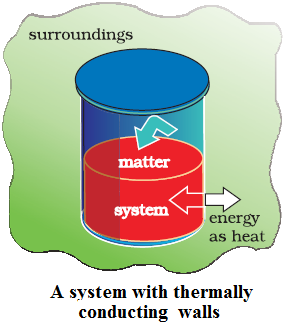 surroundings
matter
system
energy
as heat
A system with thermally
conducting walls